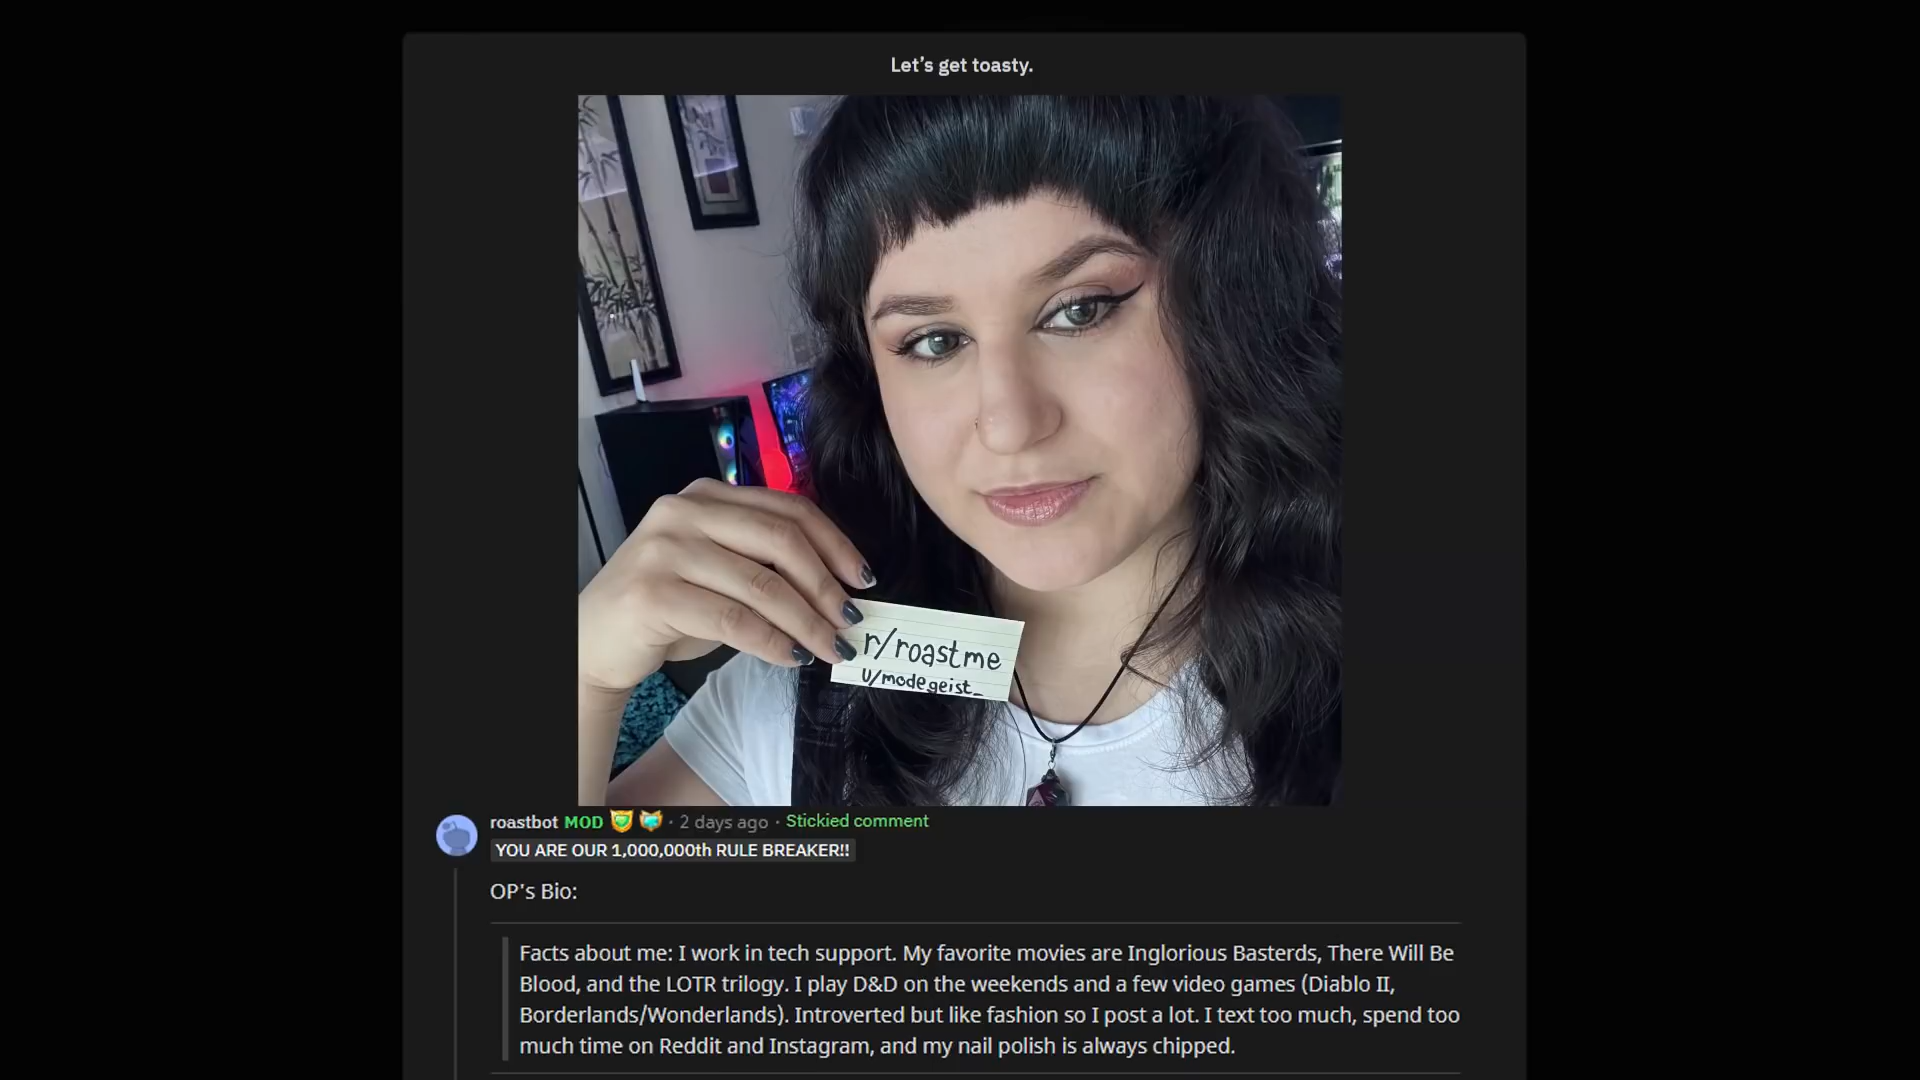 Let's get toasty.
r/roastme
u/modegeist_
roastbot MOD · 2 days ago · Stickied comment
YOU ARE OUR 1,000,000th RULE BREAKER!!
OP's Bio:
Facts about me: I work in tech support. My favorite movies are Inglorious Basterds, There Will Be
Blood, and the LOTR trilogy. I play D&D on the weekends and a few video games (Diablo II,
Borderlands/Wonderlands). Introverted but like fashion so I post a lot. I text too much, spend too
much time on Reddit and Instagram, and my nail polish is always chipped.